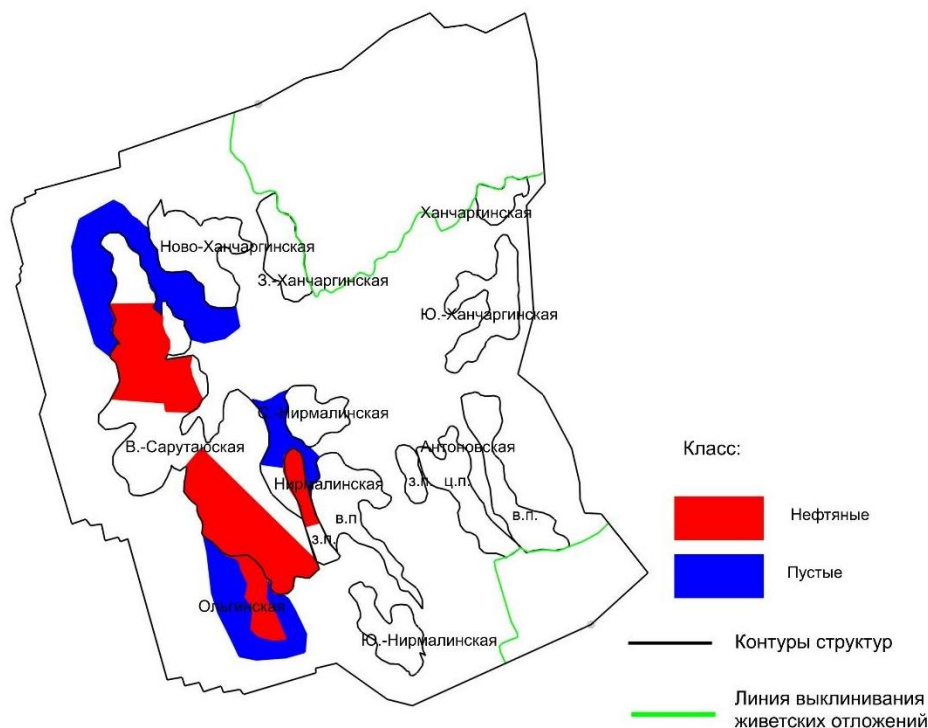 Ханчаргинская
Ново-Ханчаргинская
З.-Ханчаргинская
Ю.-Ханчаргинская
С.-Нирмалинская
В.-Сарутаюская
Антоновская
Нирмалинская
з.п.
ц.п.
в.п
в.п.
з.п.
Ольгинская
Ю.-Нирмалинская
Класс:
Нефтяные
Пустые
Контуры структур
Линия выклинивания
живетских отложений